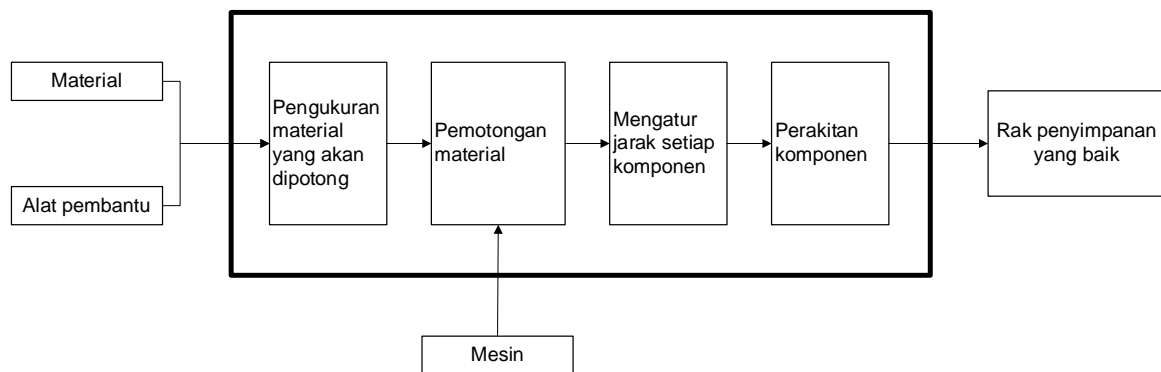 Material
Alat pembantu
Pengukuran
material
yang akan
dipotong
Pemotongan
material
Mengatur
jarak setiap
komponen
Perakitan
komponen
Rak penyimpanan
yang baik
Mesin